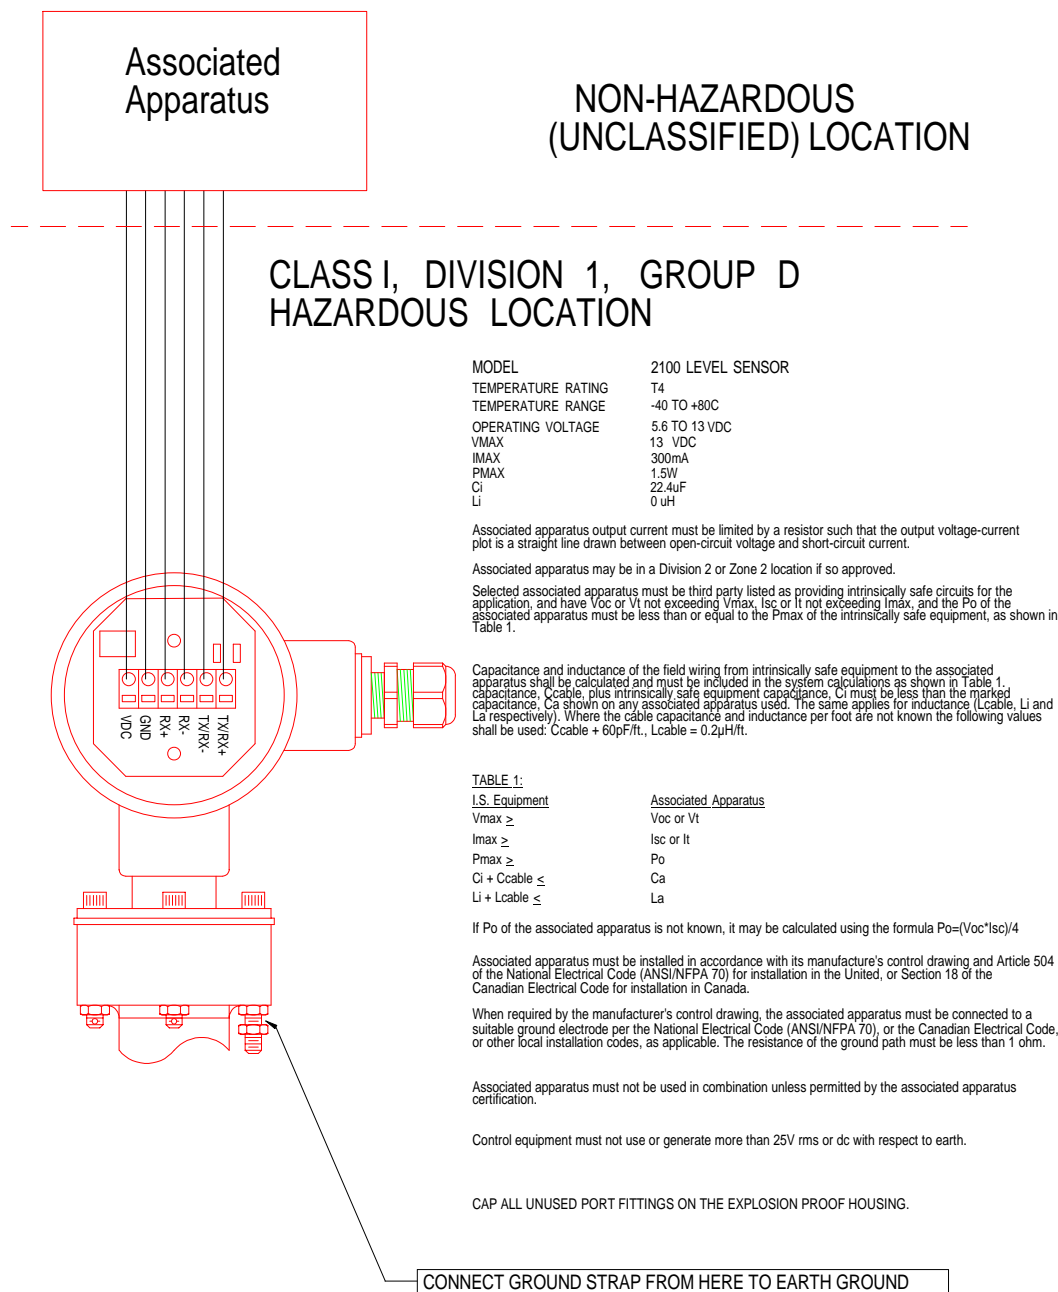 Associated
Apparatus
NON-HAZARDOUS
(UNCLASSIFIED) LOCATION
CLASS I, DIVISION 1, GROUP D
HAZARDOUS LOCATION
MODEL 2100 LEVEL SENSOR
TEMPERATURE RATING T4
TEMPERATURE RANGE -40 TO +80C
OPERATING VOLTAGE 5.6 TO 13 VDC
VMAX 13 VDC
IMAX 300mA
PMAX 1.5W
Ci 22.4uF
Li 0 uH
Associated apparatus output current must be limited by a resistor such that the output voltage-current
plot is a straight line drawn between open-circuit voltage and short-circuit current.
Associated apparatus may be in a Division 2 or Zone 2 location if so approved.
Selected associated apparatus must be third party listed as providing intrinsically safe circuits for the
application, and have Voc or Vt not exceeding Vmax, Isc or It not exceeding Imax, and the Po of the
associated apparatus must be less than or equal to the Pmax of the intrinsically safe equipment, as shown in
Table 1.
Capacitance and inductance of the field wiring from intrinsically safe equipment to the associated
apparatus shall be calculated and must be included in the system calculations as shown in Table 1.
capacitance, Ccable, plus intrinsically safe equipment capacitance, Ci must be less than the marked
capacitance, Ca shown on any associated apparatus used. The same applies for inductance (Lcable, Li and
La respectively). Where the cable capacitance and inductance per foot are not known the following values
shall be used: Ccable + 60pF/ft., Lcable = 0.2µH/ft.
VDC
GND
RX+
RX-
TX/RX-
TX/RX+
TABLE 1:
I.S. Equipment Associated Apparatus
Vmax ≥ Voc or Vt
Imax ≥ Isc or It
Pmax ≥ Po
Ci + Ccable ≤ Ca
Li + Lcable ≤ La
If Po of the associated apparatus is not known, it may be calculated using the formula Po=(Voc*Isc)/4
Associated apparatus must be installed in accordance with its manufacture's control drawing and Article 504
of the National Electrical Code (ANSI/NFPA 70) for installation in the United, or Section 18 of the
Canadian Electrical Code for installation in Canada.
When required by the manufacturer's control drawing, the associated apparatus must be connected to a
suitable ground electrode per the National Electrical Code (ANSI/NFPA 70), or the Canadian Electrical Code,
or other local installation codes, as applicable. The resistance of the ground path must be less than 1 ohm.
Associated apparatus must not be used in combination unless permitted by the associated apparatus
certification.
Control equipment must not use or generate more than 25V rms or dc with respect to earth.
CAP ALL UNUSED PORT FITTINGS ON THE EXPLOSION PROOF HOUSING.
CONNECT GROUND STRAP FROM HERE TO EARTH GROUND